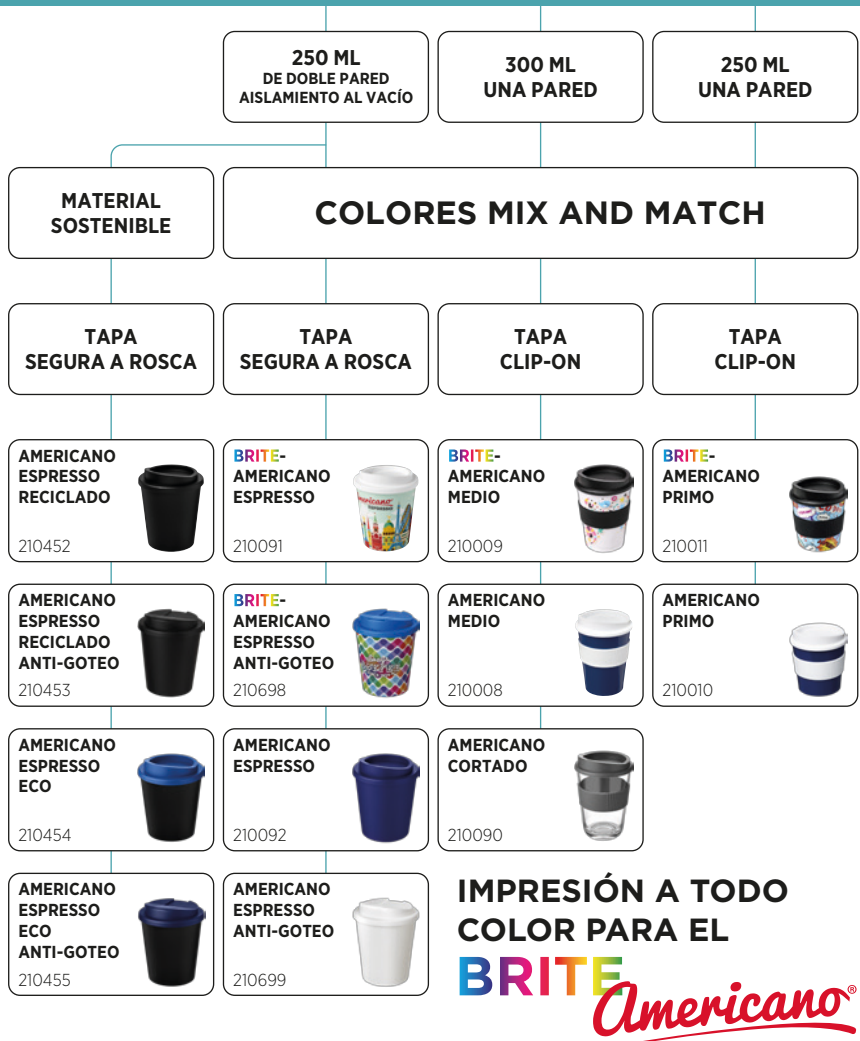 250 ML
DE DOBLE PARED
AISLAMIENTO AL VACÍO
300 ML
UNA PARED
250 ML
UNA PARED
MATERIAL
SOSTENIBLE
COLORES MIX AND MATCH
TAPA
SEGURA A ROSCA
TAPA
SEGURA A ROSCA
TAPA
CLIP-ON
TAPA
CLIP-ON
AMERICANO
ESPRESSO
RECICLADO
210452
BRITE-
AMERICANO
ESPRESSO
210091
americano
BRITE-
AMERICANO
MEDIO
210009
BRITE-
AMERICANO
PRIMO
210011
AMERICANO
ESPRESSO
RECICLADO
ANTI-GOTEO
210453
BRITE-
AMERICANO
ESPRESSO
ANTI-GOTEO
210698
AMERICANO
MEDIO
210008
AMERICANO
PRIMO
210010
AMERICANO
ESPRESSO
ECO
210454
AMERICANO
ESPRESSO
210092
AMERICANO
CORTADO
210090
AMERICANO
ESPRESSO
ECO
ANTI-GOTEO
210455
AMERICANO
ESPRESSO
ANTI-GOTEO
210699
IMPRESIÓN A TODO
COLOR PARA EL
BRITE
americano®